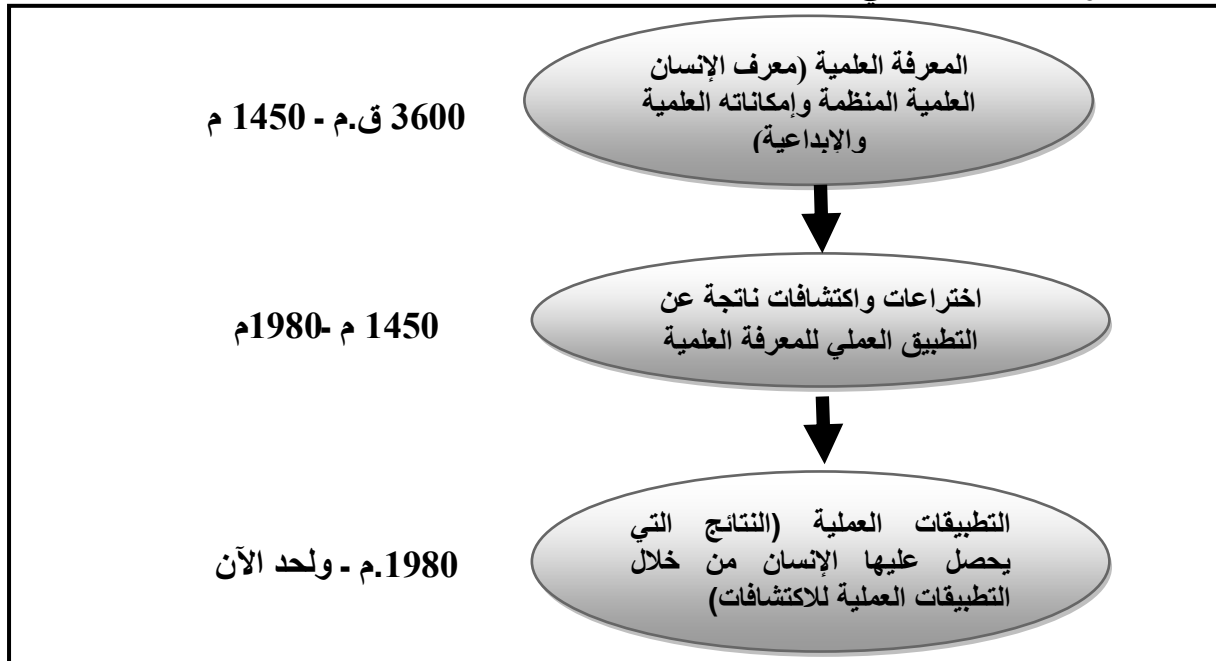 المعرفة العلمية (معرف الإنسان
العلمية المنظمة وإمكاناته العلمية
والإبداعية)
3600 ق.م - 1450 م
اختراعات واكتشافات ناتجة عن
التطبيق العملي للمعرفة العلمية
1450 م -1980م
التطبيقات العملية (النتائج التي
يحصل عليها الإنسان من خلال
التطبيقات العملية للاكتشافات)
1980.م - ولحد الآن